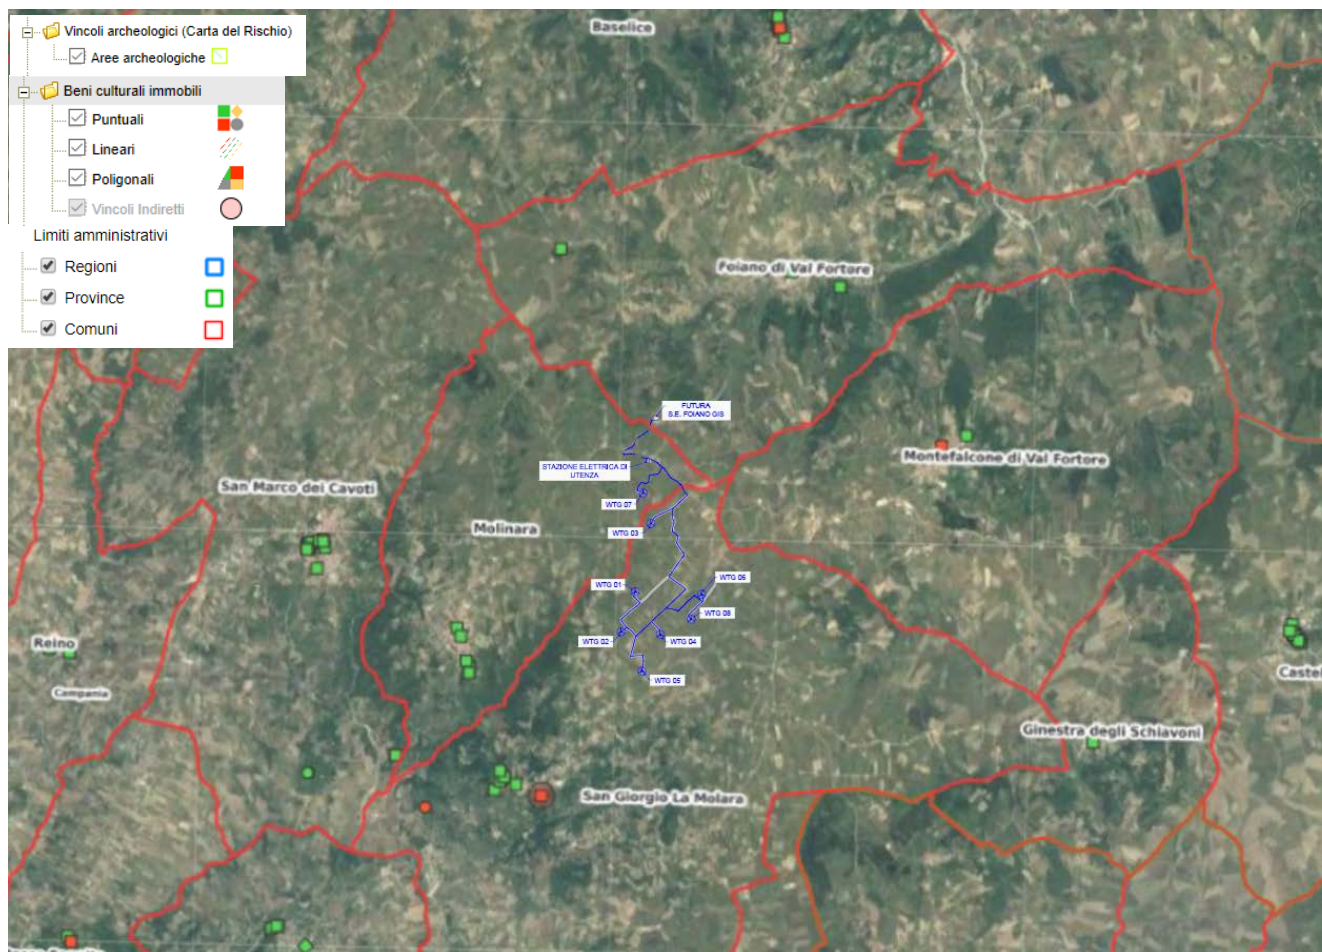 Vincoli archeologici (Carta del Rischio)
Aree archeologiche
Beni culturali immobili
Puntuali
Lineari
Poligonali
Vincoli Indiretti
Limiti amministrativi
Regioni
Province
Comuni
Baselice
Foiano di Val Fortore
FUTURA
S.E. FOIANO GIS
Montefalcone di Val Fortore
STAZIONE ELETTRICA DI
UTENZA
San Marco dei Cavoti
WTG 07
Molinara
WTG 03
WTG 06
WTG 01
WTG 08
WTG 02
WTG 04
Reino
Castel
WTG 05
Campania
Ginestra degli Schiavoni
San Giorgio La Molara